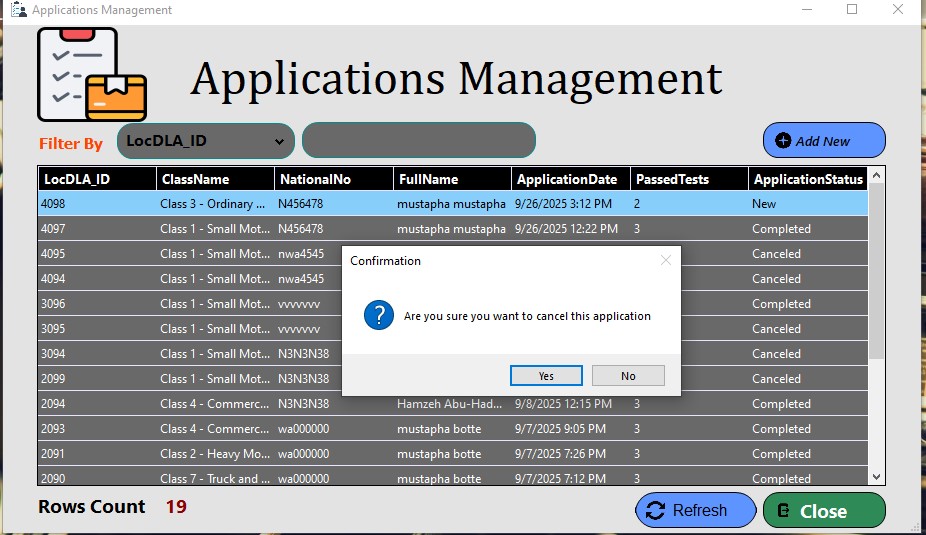 Applications Management
Applications Management
Filter By LocDLA_ID Add New
LocDLA_ID ClassName NationalNo FullName ApplicationDate PassedTests ApplicationStatus
4098 Class 3 - Ordinary ... N456478 mustapha mustapha 9/26/2025 3:12 PM 2 New
4097 Class 1 - Small Mot... N456478 mustapha mustapha 9/26/2025 12:22 PM 3 Completed
4095 Class 1 - Small Mot... nwa4545 Canceled
4094 Class 1 - Small Mot... nwa4545 Canceled
3096 Class 1 - Small Mot... vvvvvvv Completed
3095 Class 1 - Small Mot... vvvvvvv Canceled
3094 Class 1 - Small Mot... N3N3N38 Canceled
2099 Class 1 - Small Mot... N3N3N38 Canceled
2094 Class 4 - Commerc... N3N3N38 Hamzeh Abu-Had... 9/8/2025 12:15 PM 3 Completed
2093 Class 4 - Commerc... wa000000 mustapha botte 9/7/2025 9:05 PM 3 Completed
2091 Class 2 - Heavy Mo... wa000000 mustapha botte 9/7/2025 7:26 PM 3 Completed
2090 Class 7 - Truck and ... wa000000 mustapha botte 9/7/2025 7:12 PM 3 Completed
Confirmation
Are you sure you want to cancel this application
Yes No
Rows Count 19 Refresh Close